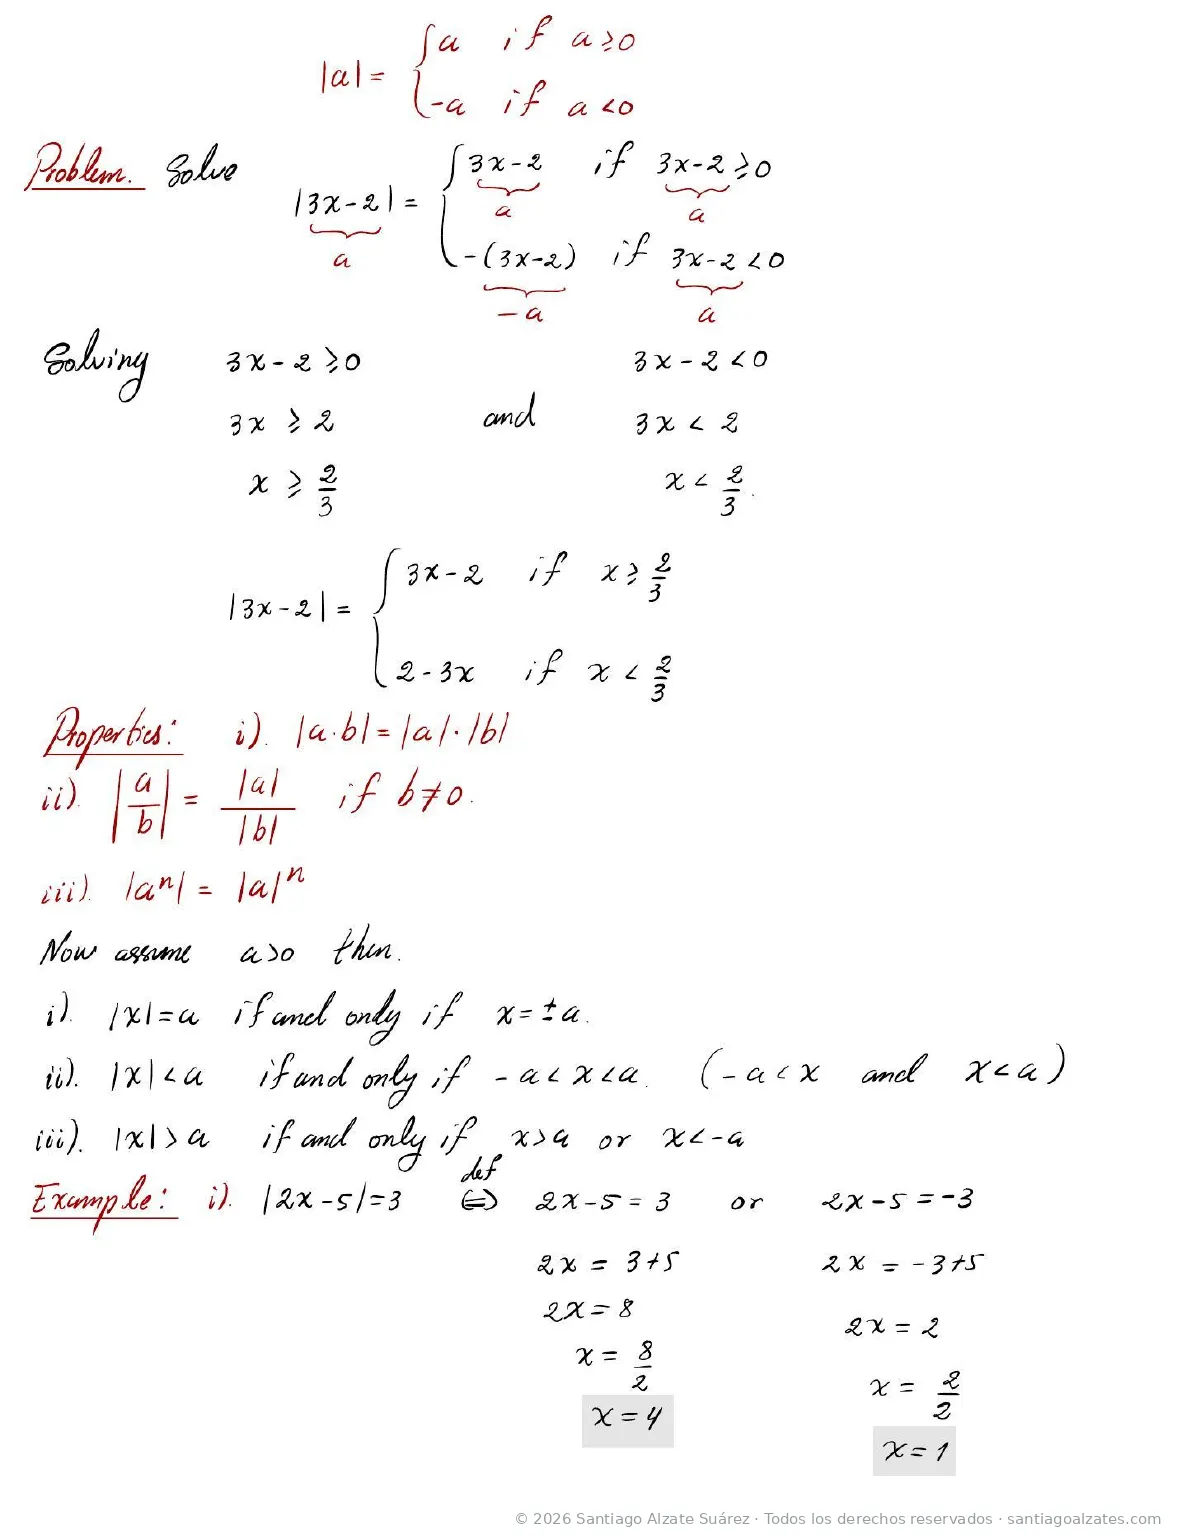 |a| = { a if a ≥ 0
-a if a < 0
Problem. Solve
|3x-2| = { 3x-2 if 3x-2 ≥ 0
a a
a
-(3x-2) if 3x-2 < 0
-a a
Solving 3x-2 ≥ 0 3x-2 < 0
3x ≥ 2 and 3x < 2
x ≥ 2/3 x < 2/3.
|3x-2| = { 3x-2 if x ≥ 2/3
2-3x if x < 2/3
Properties: i). |a·b| = |a|·|b|
ii). |a/b| = |a|/|b| if b≠0.
iii). |aⁿ| = |a|ⁿ
Now assume a>0 then.
i). |x|=a if and only if x=±a.
ii). |x|<a if and only if -a<x<a. (-a<x and x<a)
iii). |x|>a if and only if x>a or x<-a
def
Example: i). |2x-5|=3 ⟺ 2x-5=3 or 2x-5=-3
2x = 3+5 2x = -3+5
2x=8 2x=2
x = 8/2 x = 2/2
x=4 x=1
© 2026 Santiago Alzate Suárez · Todos los derechos reservados · santiagoalzates.com